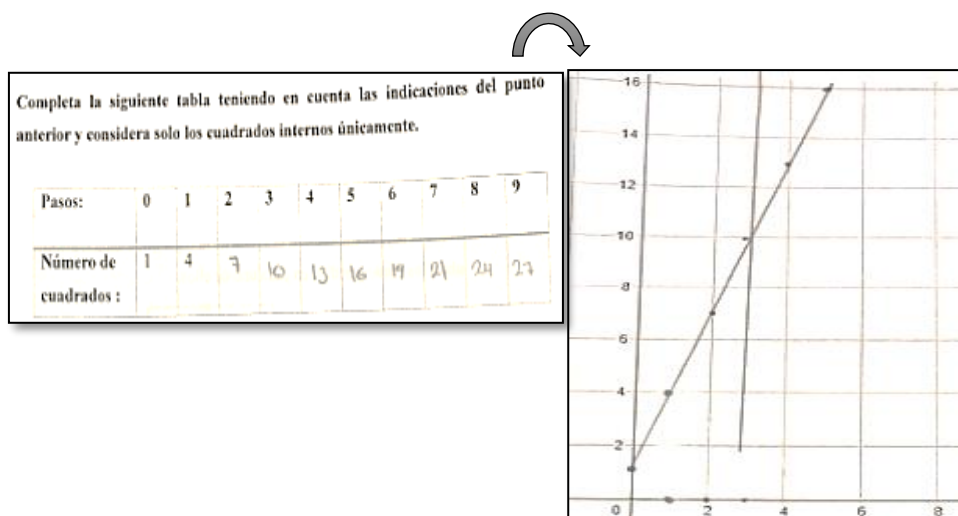 Completa la siguiente tabla teniendo en cuenta las indicaciones del punto
anterior y considera solo los cuadrados internos únicamente.
Pasos: 0 1 2 3 4 5 6 7 8 9
Número de 1 4 7 10 13 16 19 21 24 27
cuadrados :
16
14
12
10
8
6
4
2
0 2 4 6 8